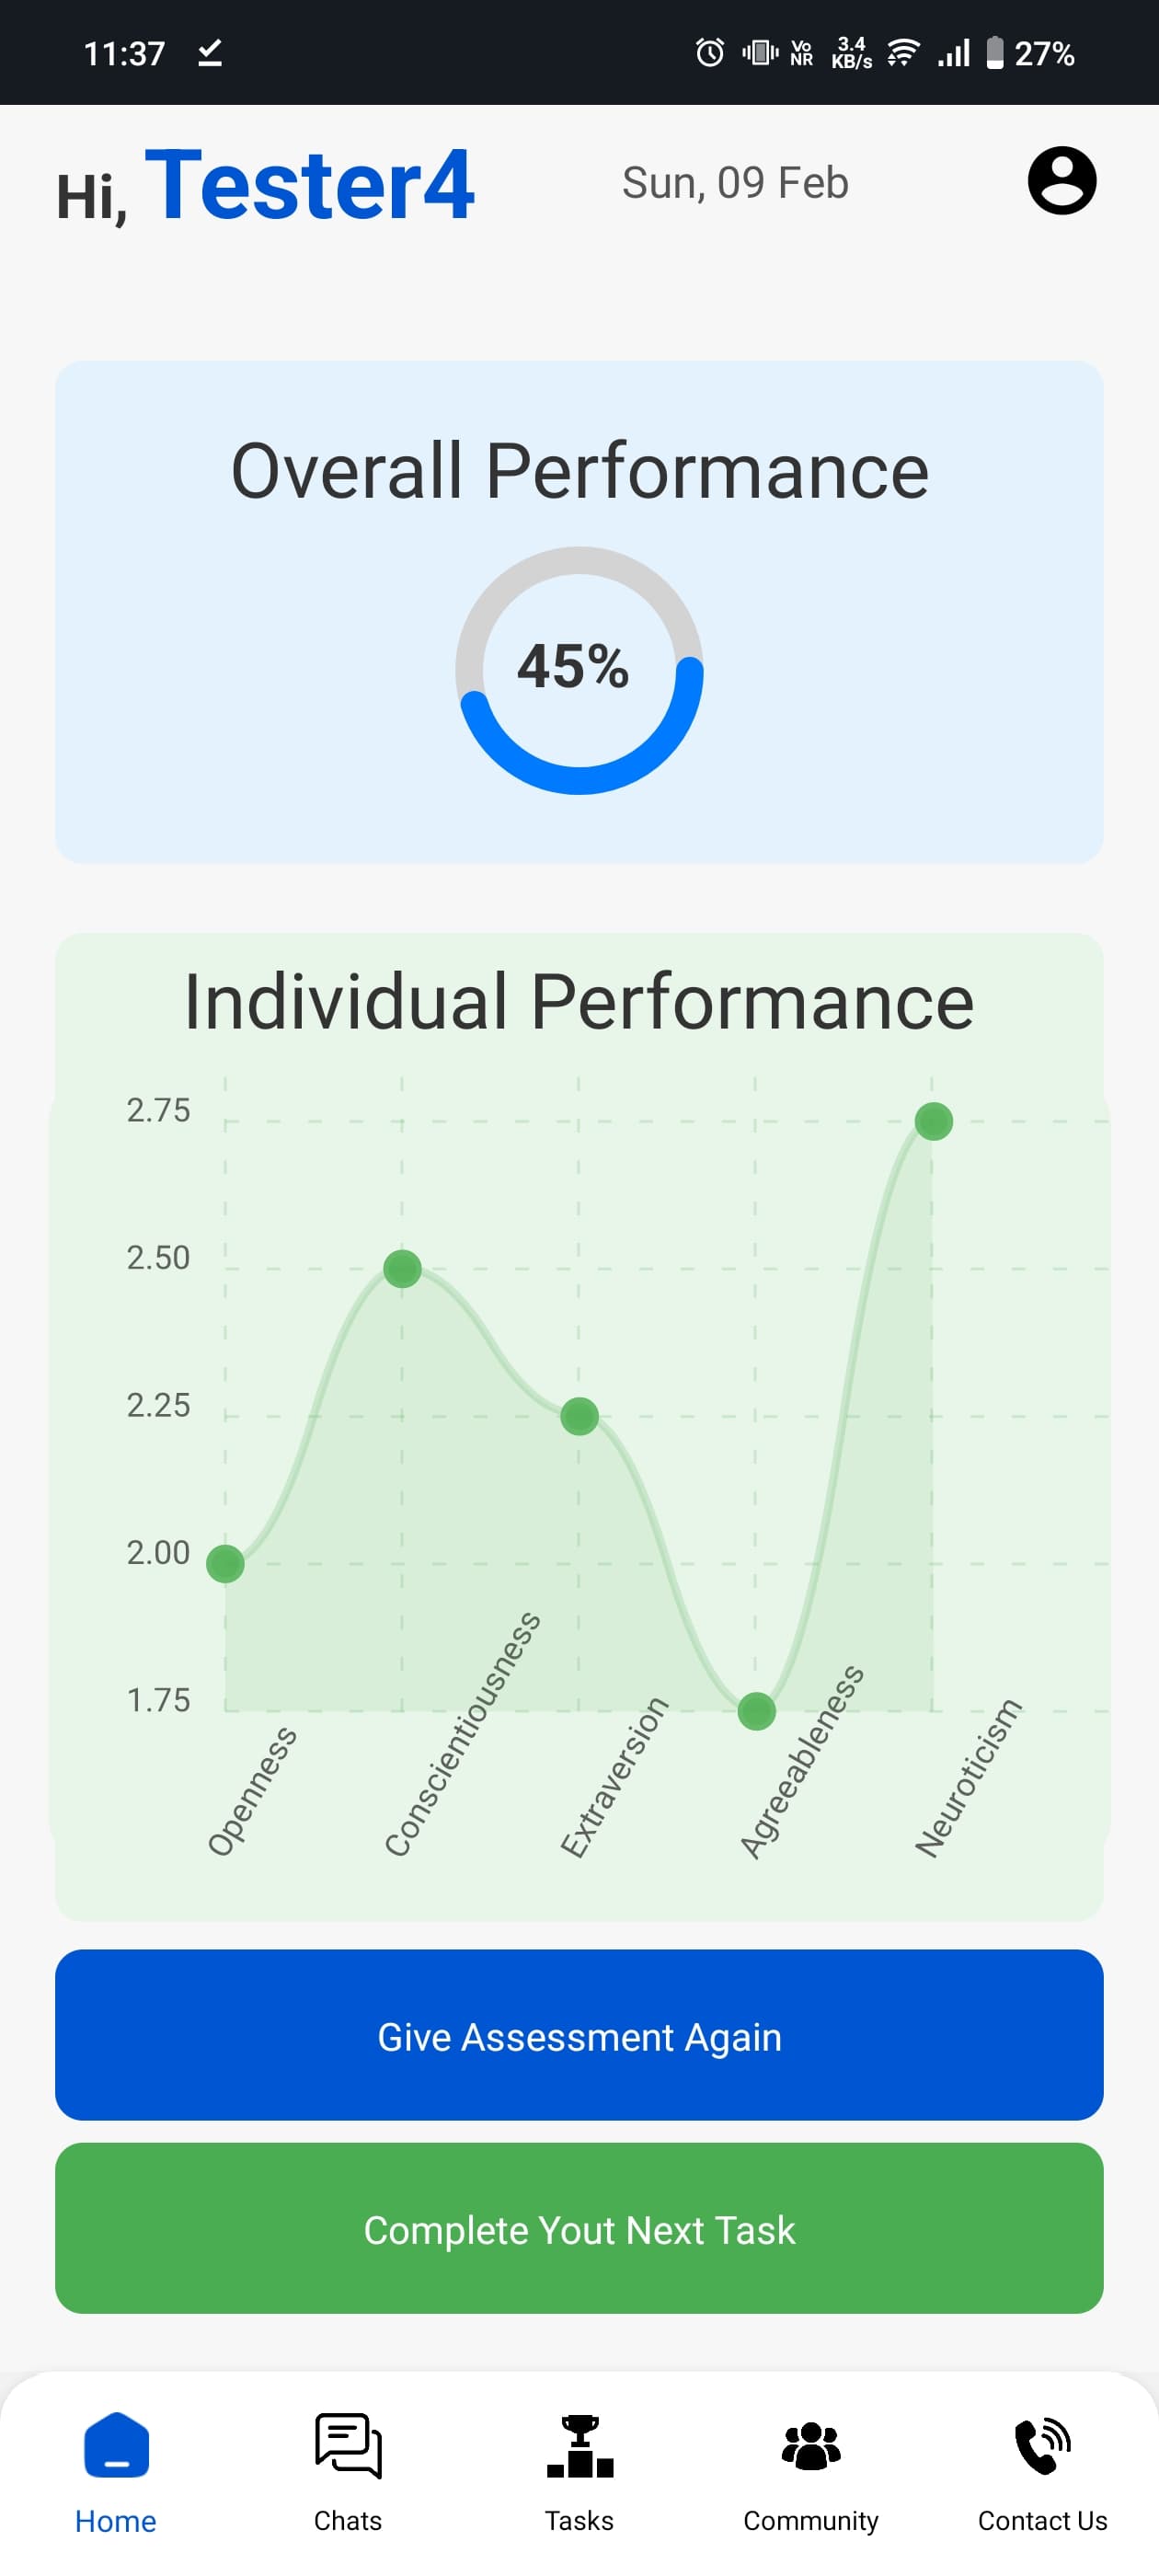 11:37 Vo NR 3.4 KB/s 27%
Hi, Tester4 Sun, 09 Feb
Overall Performance
45%
Individual Performance
2.75
2.50
2.25
2.00
1.75
Openness
Conscientiousness
Extraversion
Agreeableness
Neuroticism
Give Assessment Again
Complete Yout Next Task
Home Chats Tasks Community Contact Us